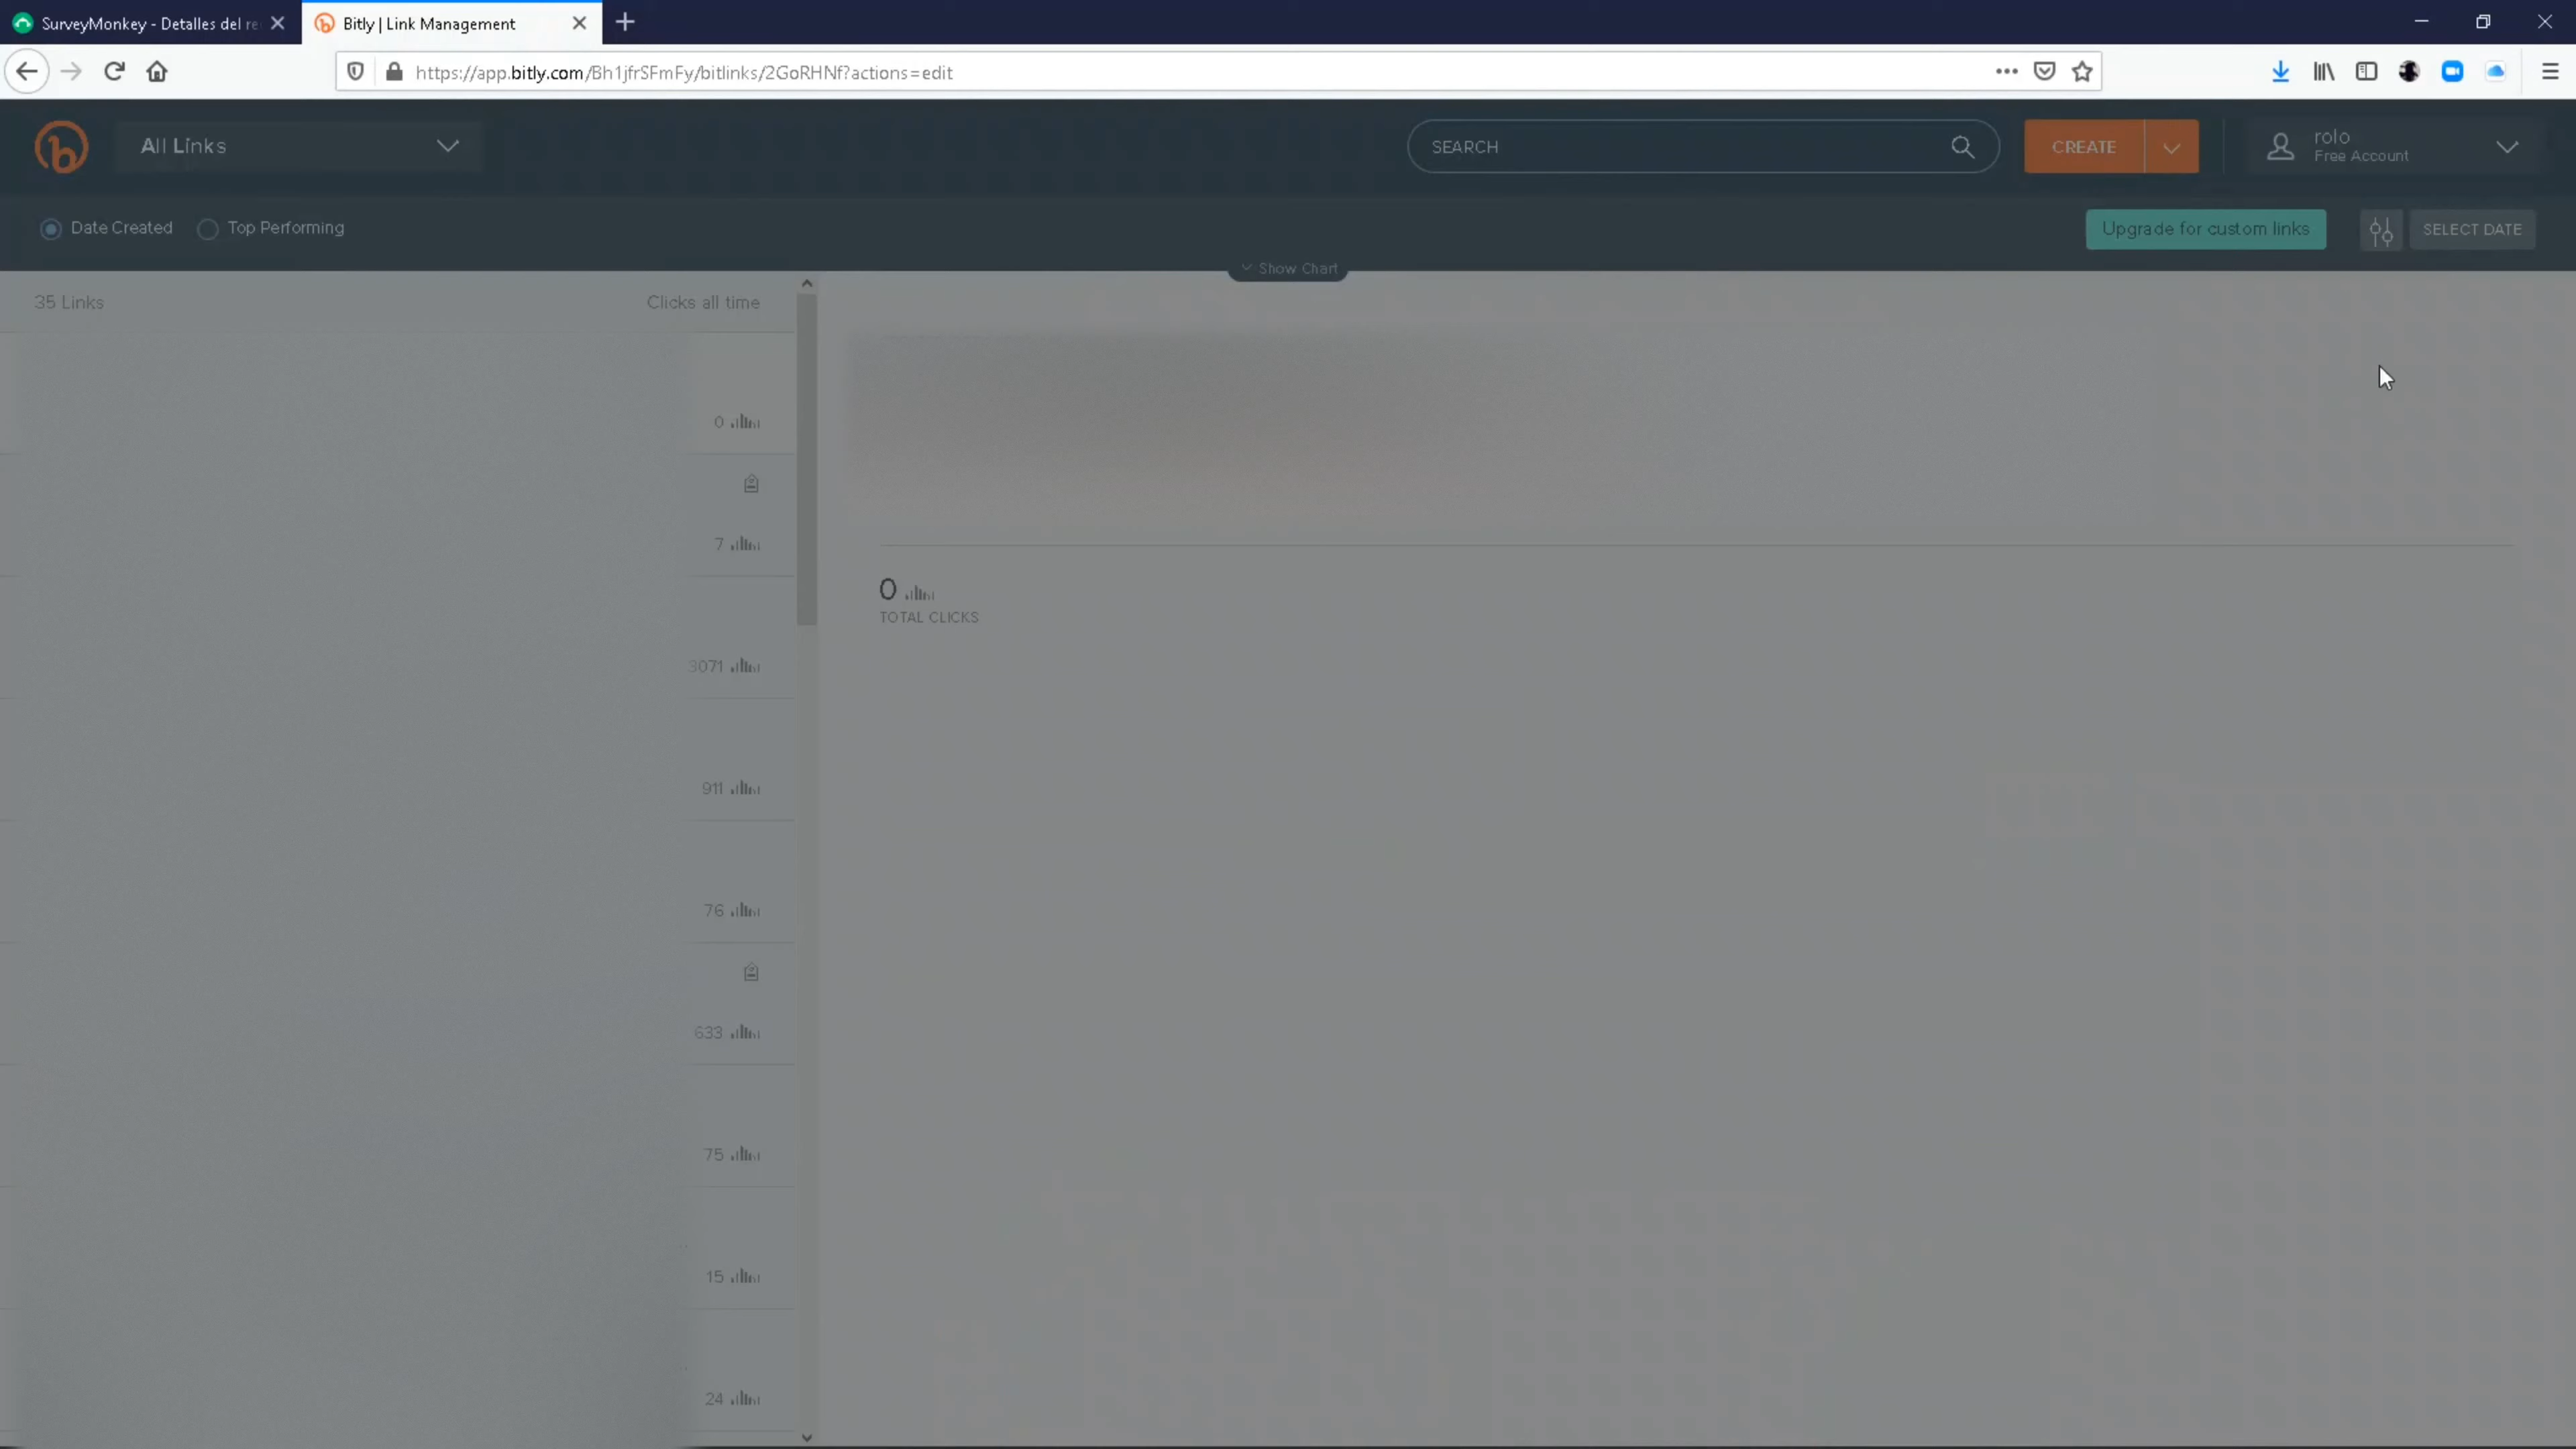 SurveyMonkey - Detalles del re
Bitly | Link Management
https://app.bitly.com/Bh1jfrSFmFy/bitlinks/2GoRHNf?actions=edit
All Links
SEARCH
CREATE
rolo
Free Account
Date Created
Top Performing
Upgrade for custom links
SELECT DATE
Show Chart
35 Links
Clicks all time
0
7
3071
911
76
633
75
15
24
0
TOTAL CLICKS